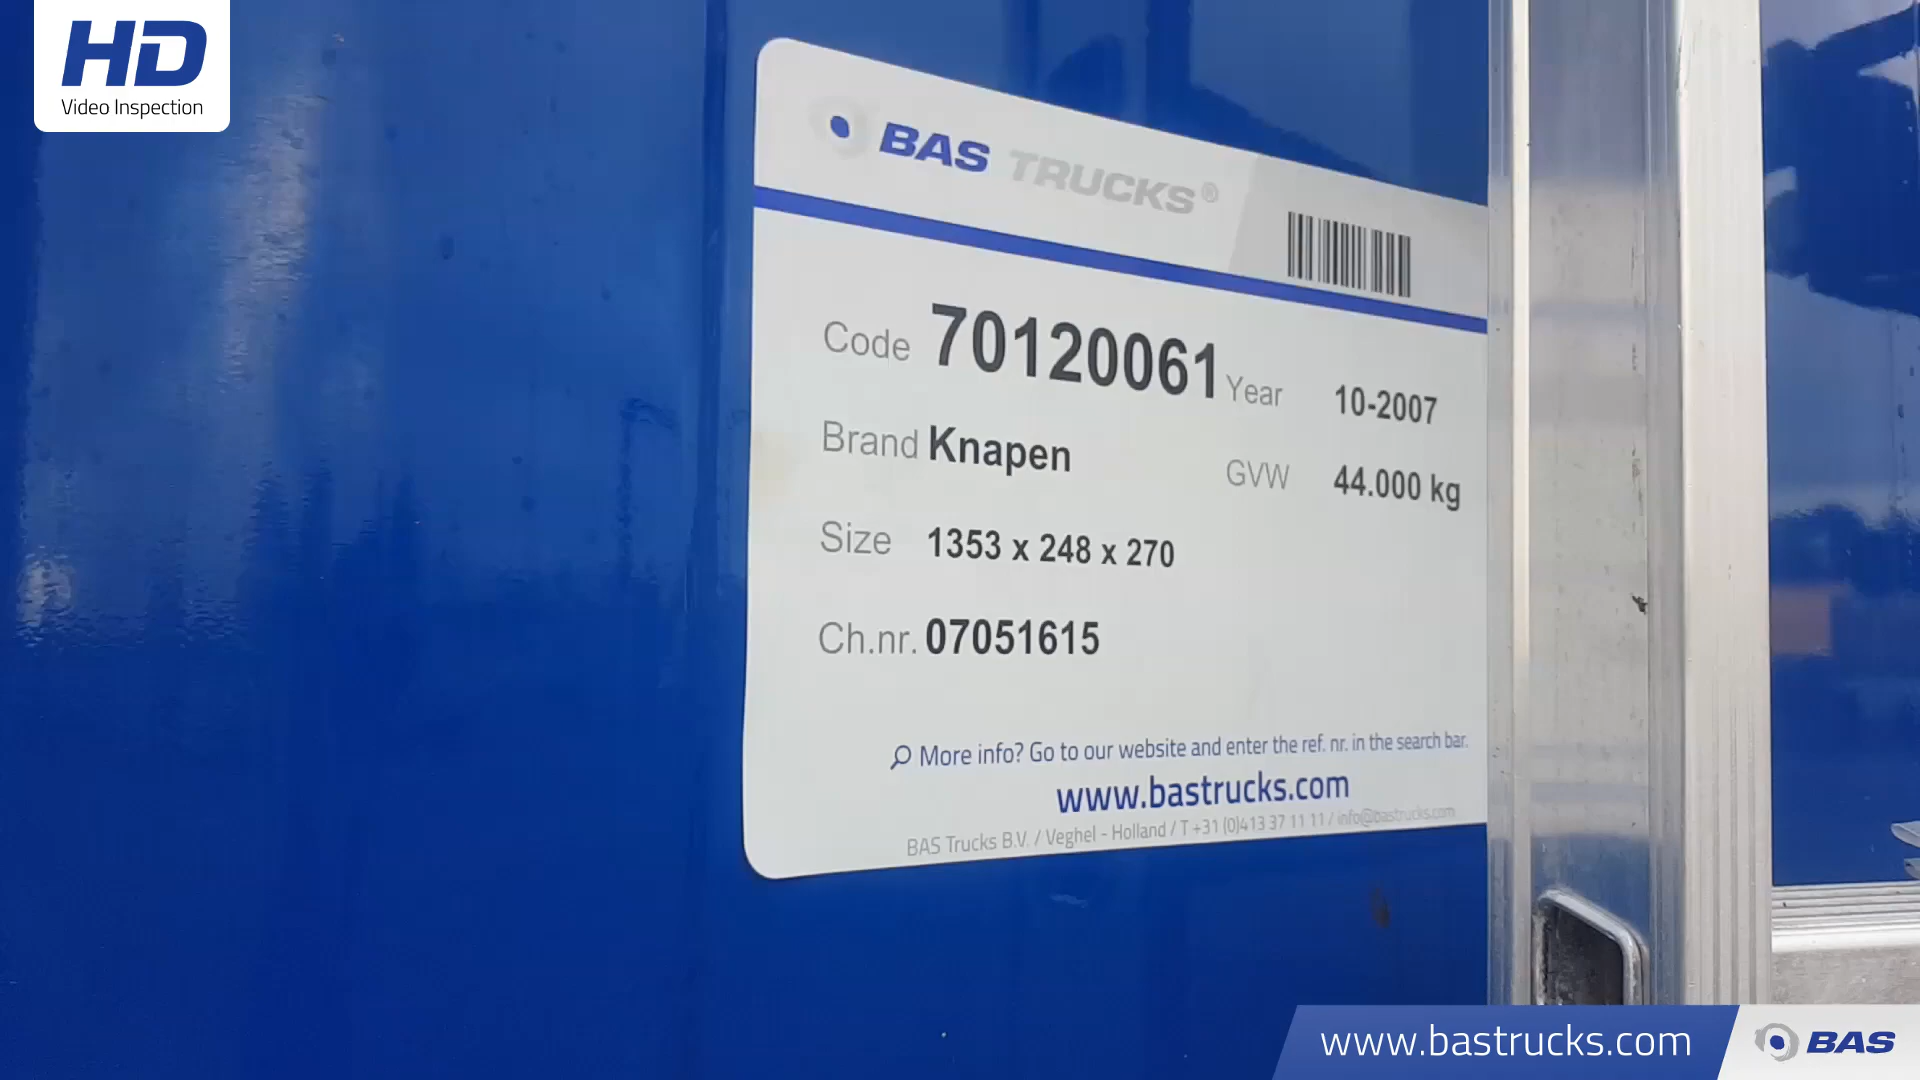 HD
Video Inspection
BAS TRUCKS®
Code 70120061 Year 10-2007
Brand Knapen GVW 44.000 kg
Size 1353 x 248 x 270
Ch.nr. 07051615
More info? Go to our website and enter the ref. nr. in the search bar.
www.bastrucks.com
BAS Trucks B.V. / Veghel - Holland / T +31 (0)413 37 11 11 / info@bastrucks.com
www.bastrucks.com BAS